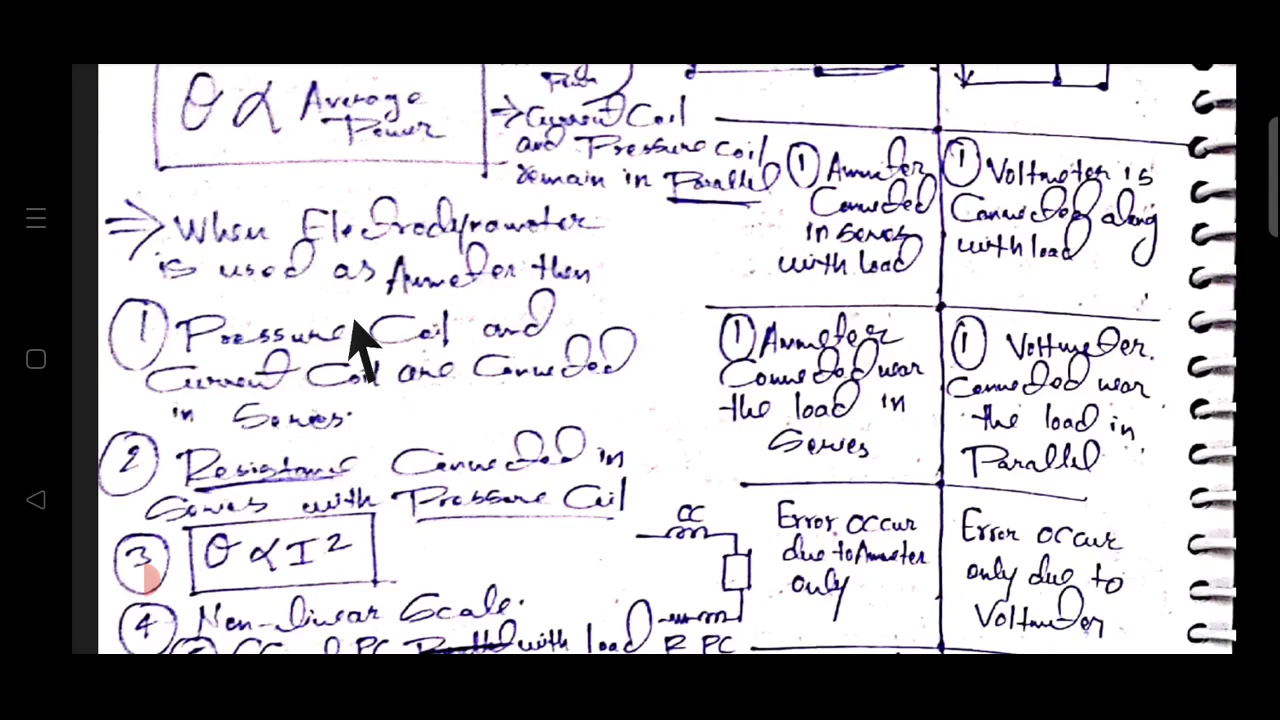 θ ∝ Average
Power
Path
→ Current Coil
and Pressure coil
remain in Parallel
⇒ When Electrodynamometer
is used as Ammeter then
① Pressure Coil and
Current Coil are Connected
in Series.
② Resistance Connected in
Series with Pressure Coil
③ θ ∝ I²
④ Non-linear Scale.
with load
CC
R PC
① Ammeter
Connected
in series
with load
① Voltmeter is
Connected along
with load
① Ammeter
Connected near
the load in
Series
① Voltmeter.
Connected near
the load in
Parallel
Error occur
due to Ammeter
only
Error occur
only due to
Voltmeter